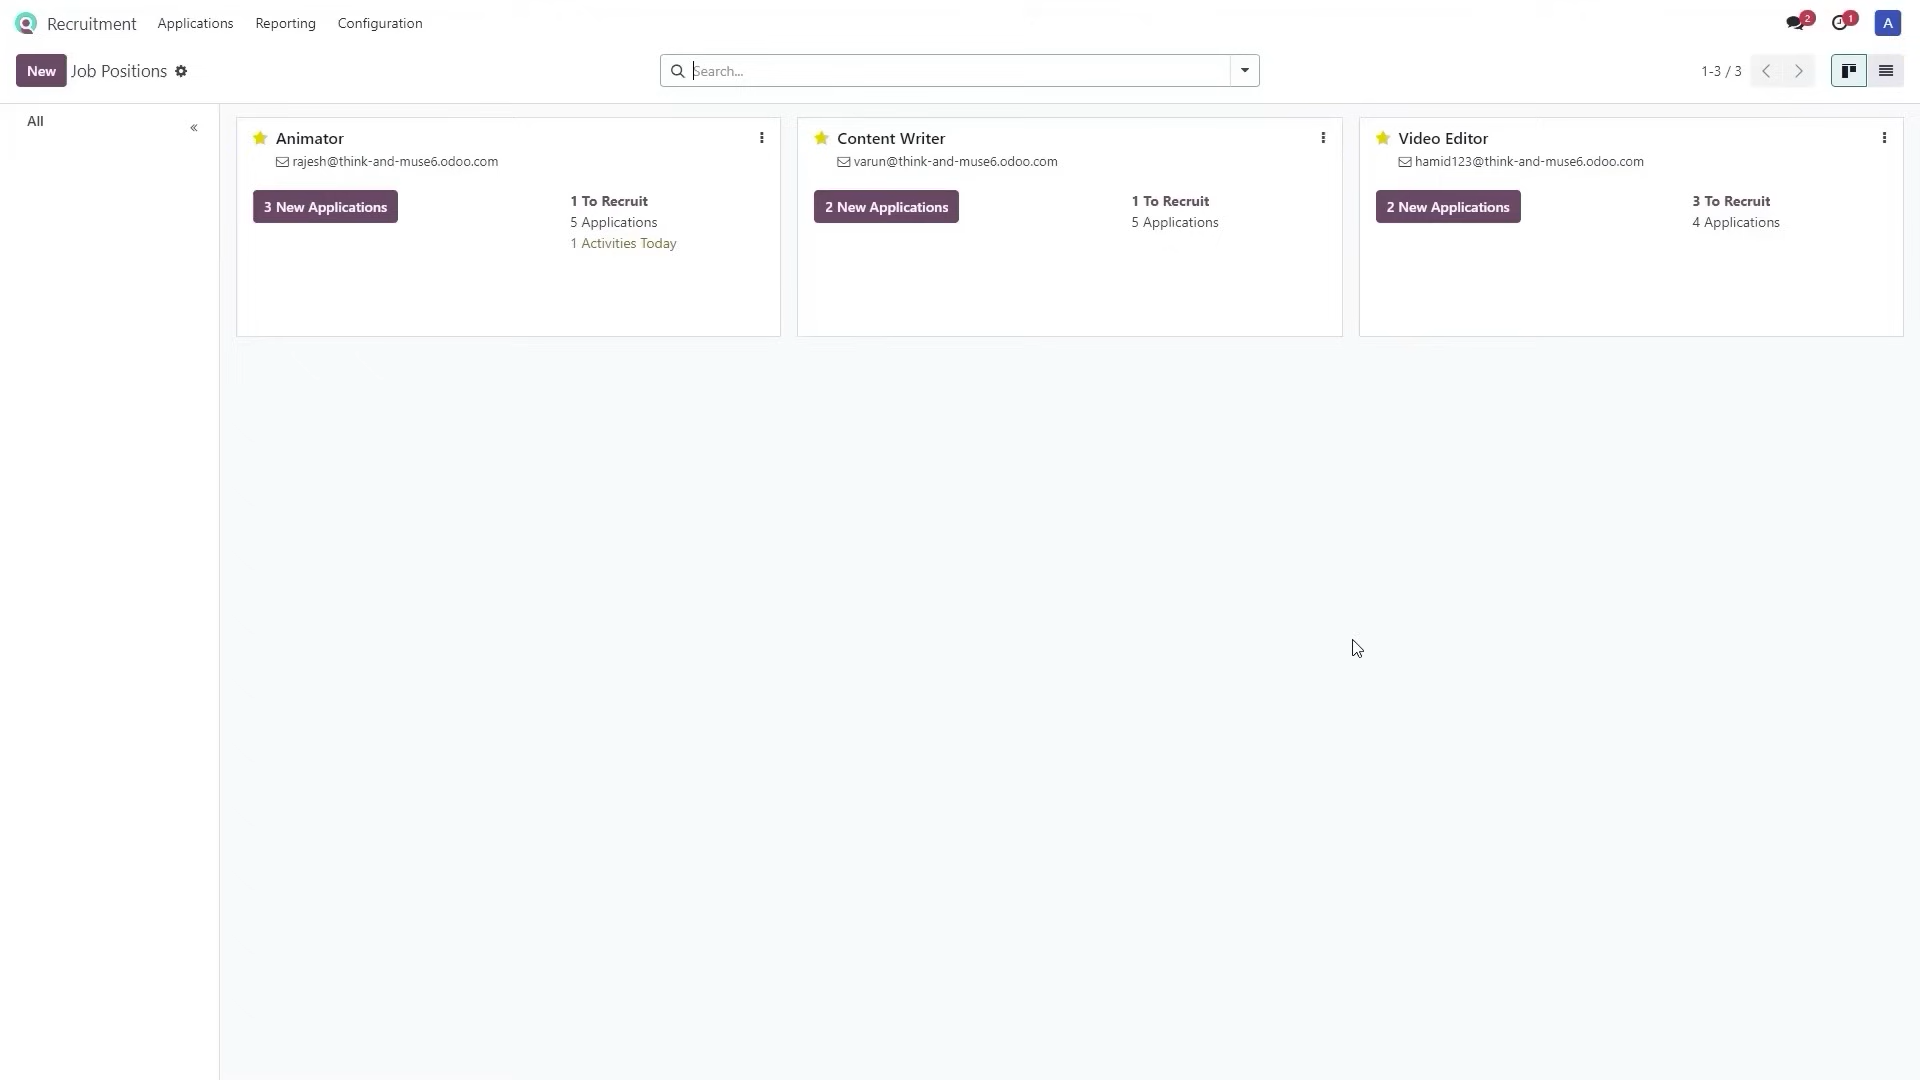 Recruitment Applications Reporting Configuration 2 1 A
New Job Positions Search... 1-3 / 3
All
Animator
rajesh@think-and-muse6.odoo.com
3 New Applications
1 To Recruit
5 Applications
1 Activities Today
Content Writer
varun@think-and-muse6.odoo.com
2 New Applications
1 To Recruit
5 Applications
Video Editor
hamid123@think-and-muse6.odoo.com
2 New Applications
3 To Recruit
4 Applications